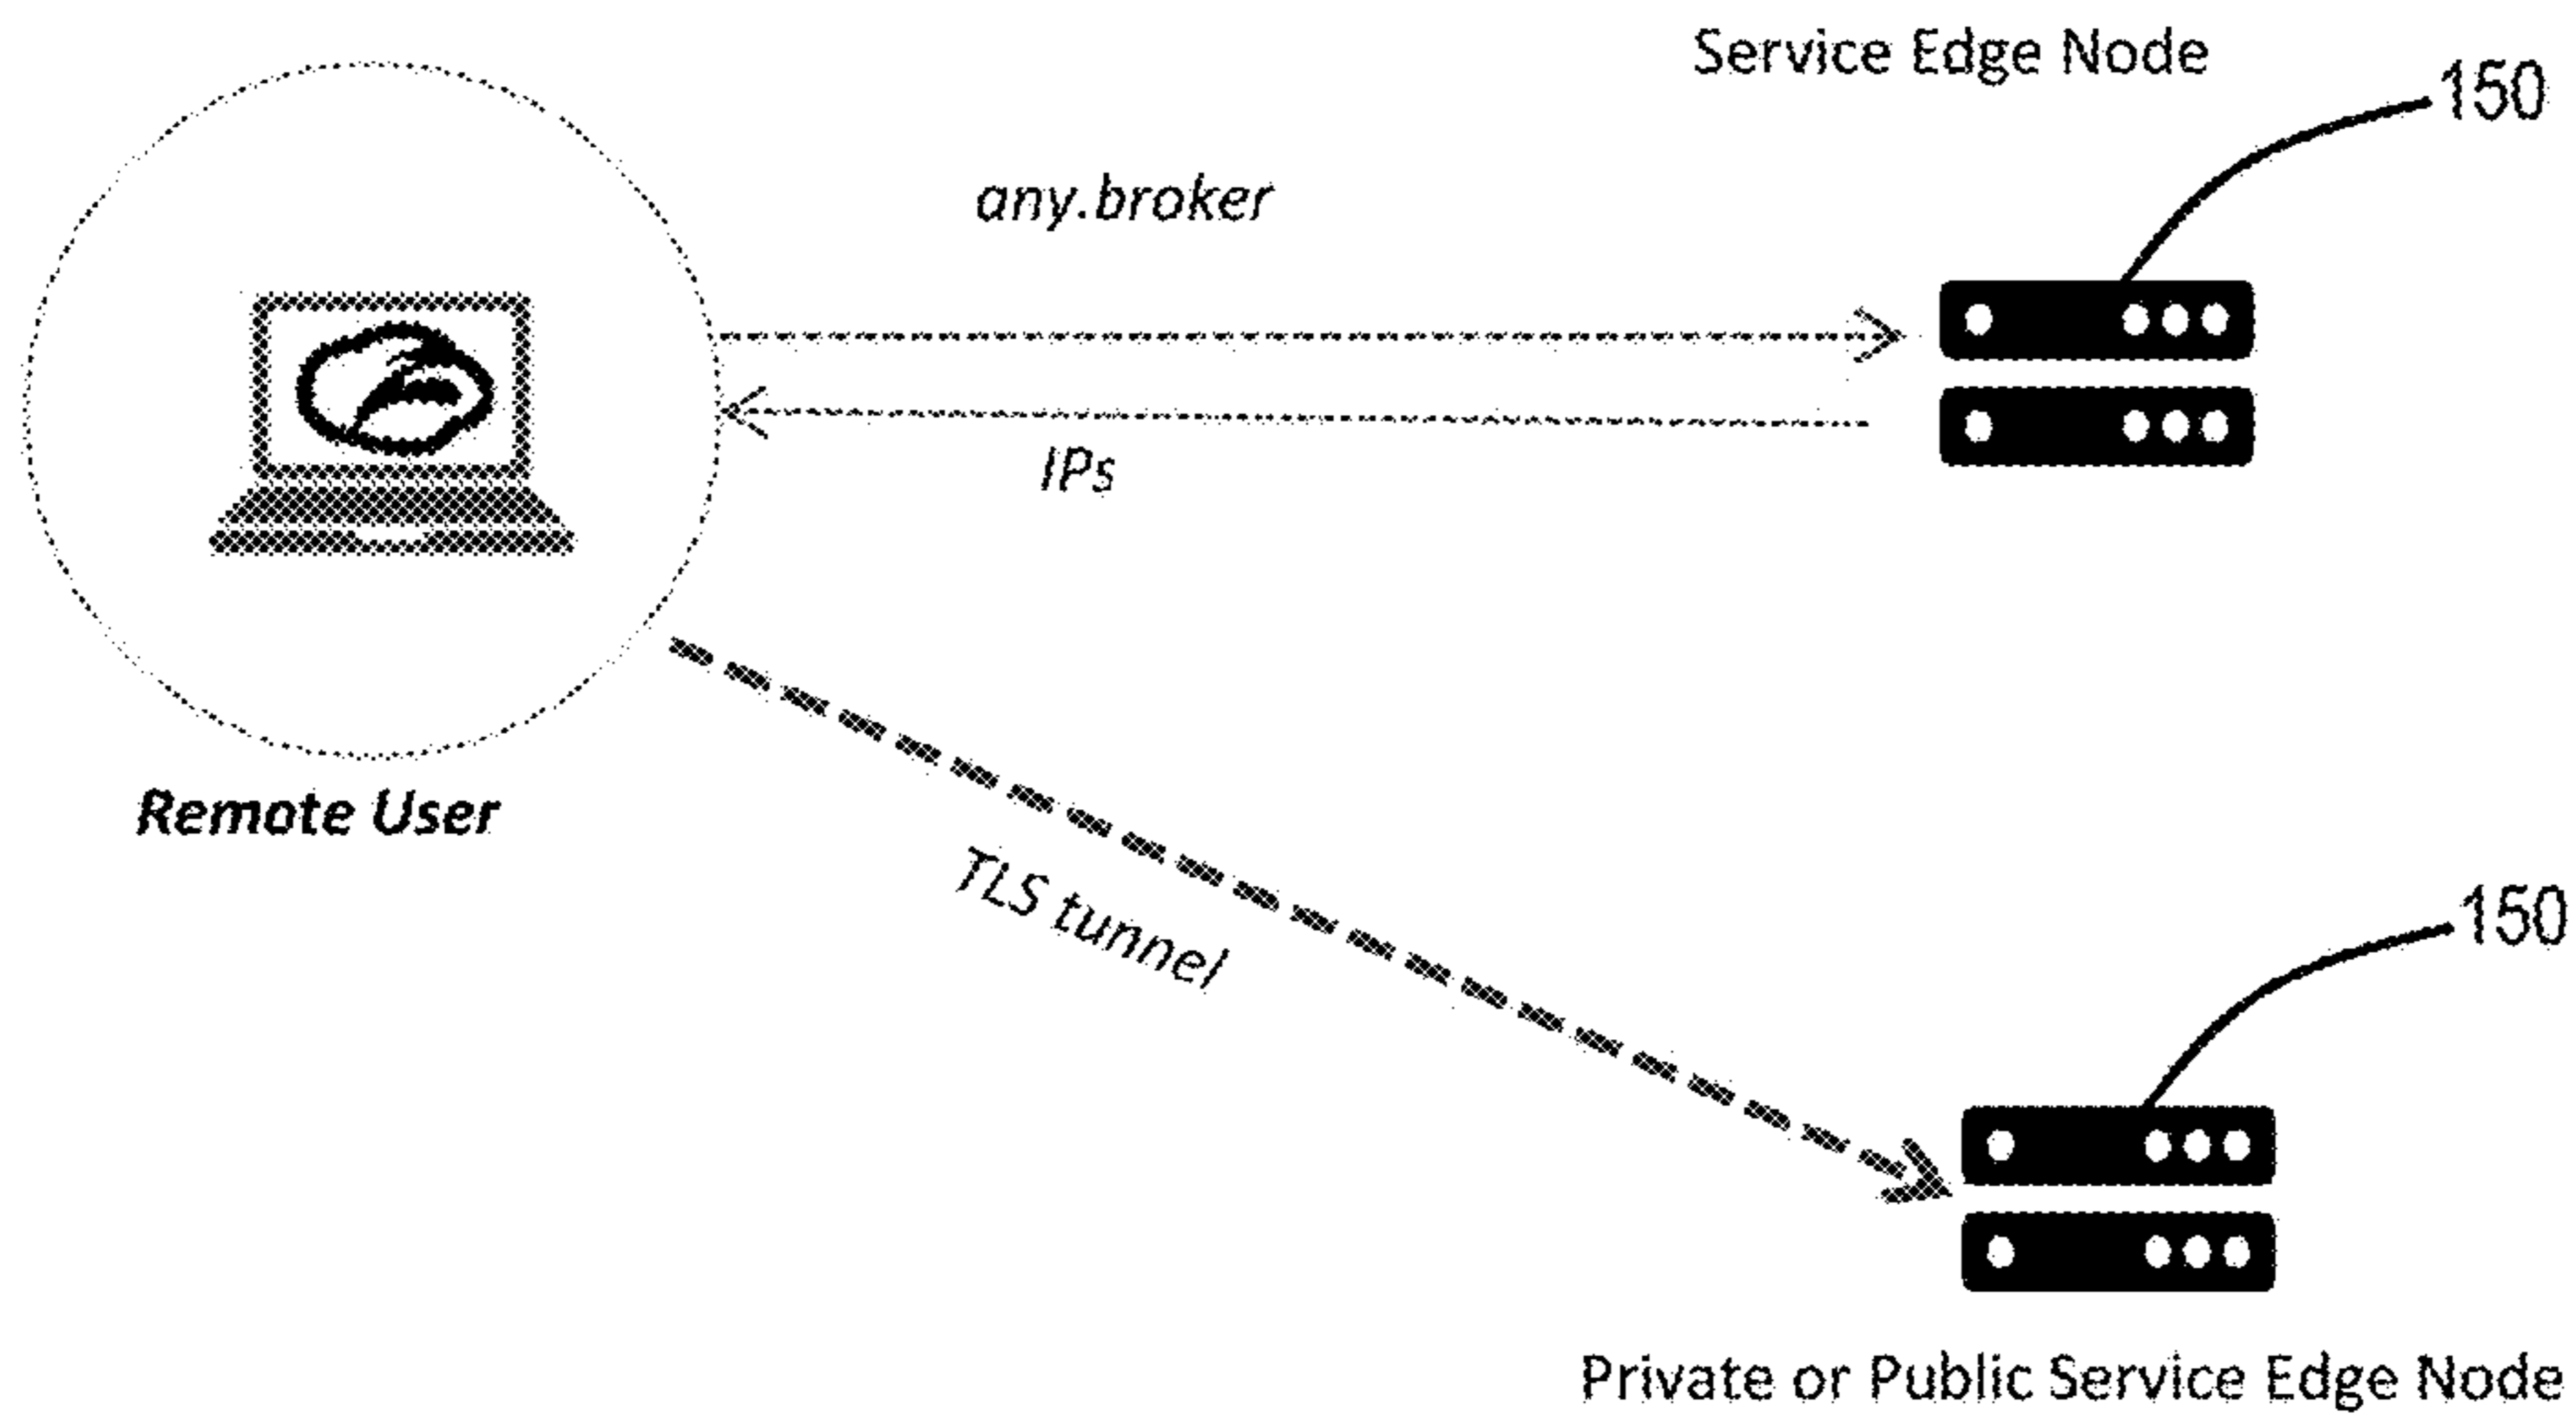 Service Edge Node
150
any.broker
IPs
Remote User
TLS tunnel
150
Private or Public Service Edge Node